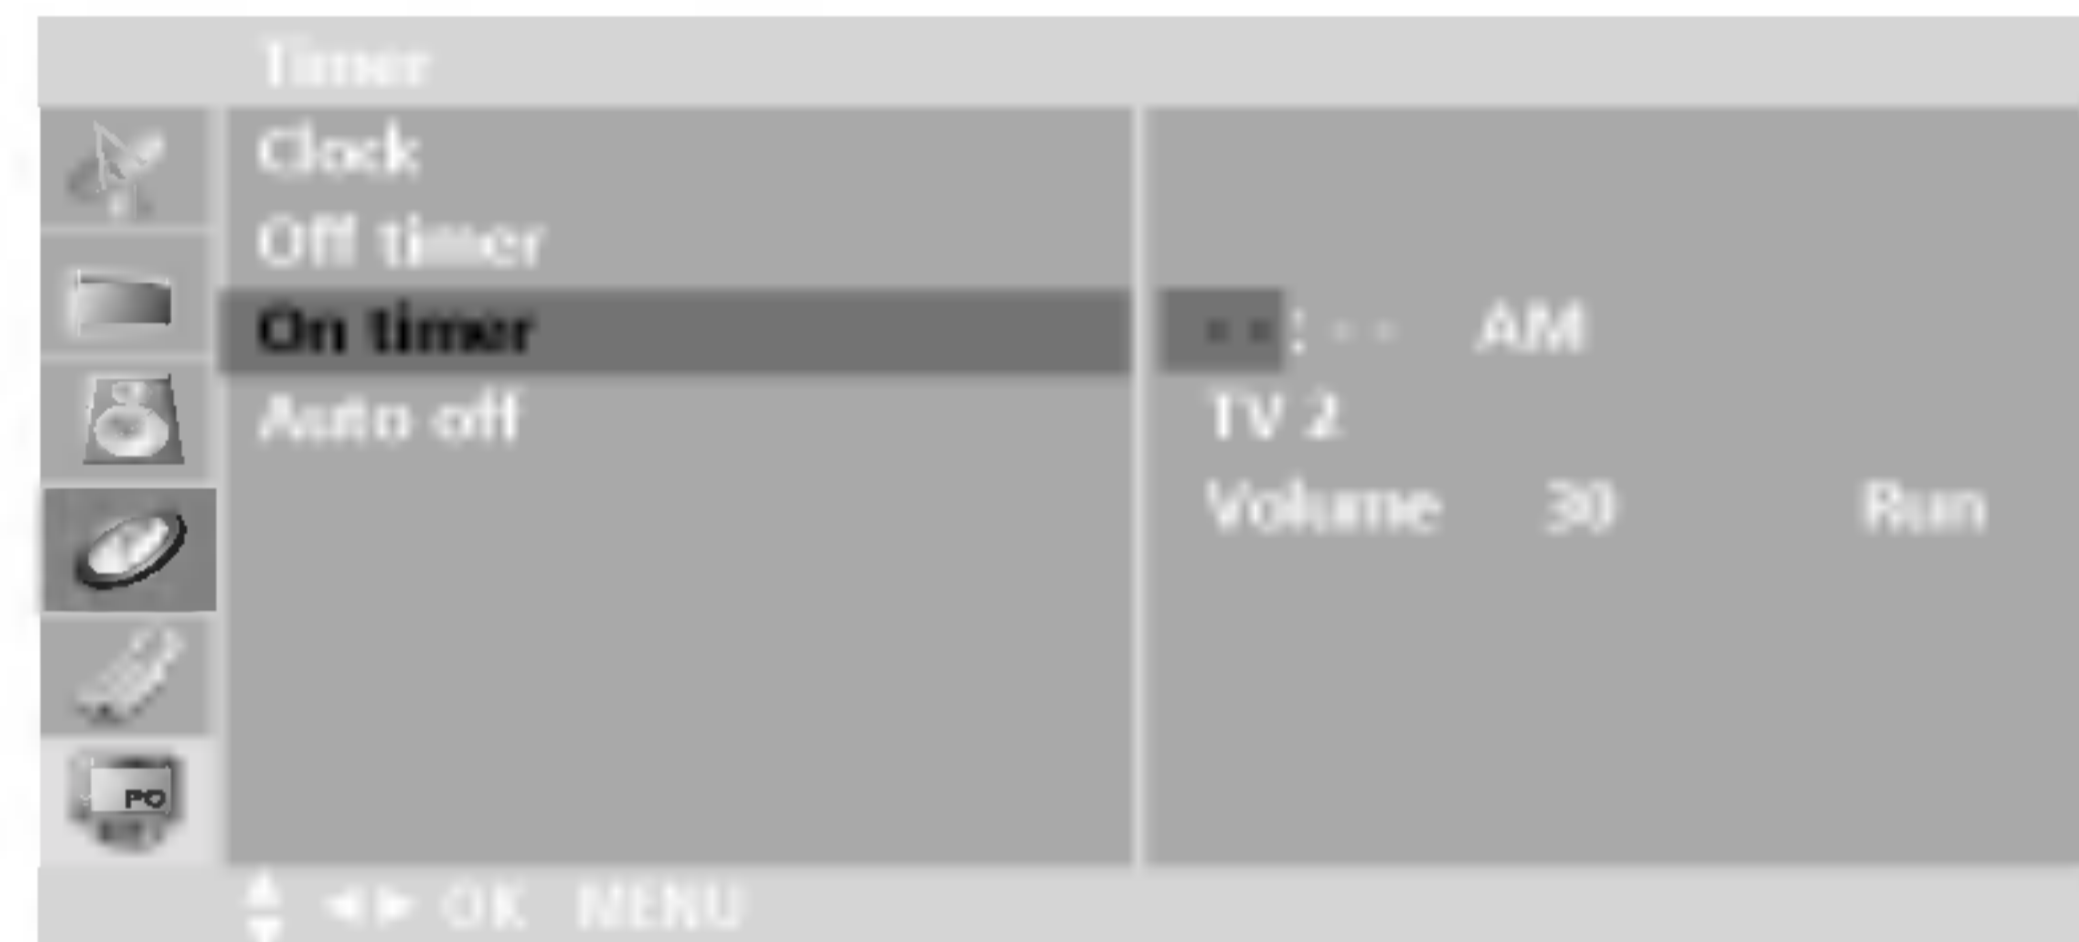 Timer
Clock
Off timer
On timer - - : - - AM
Auto off TV 2
Volume 30 Run
PC
OK MENU